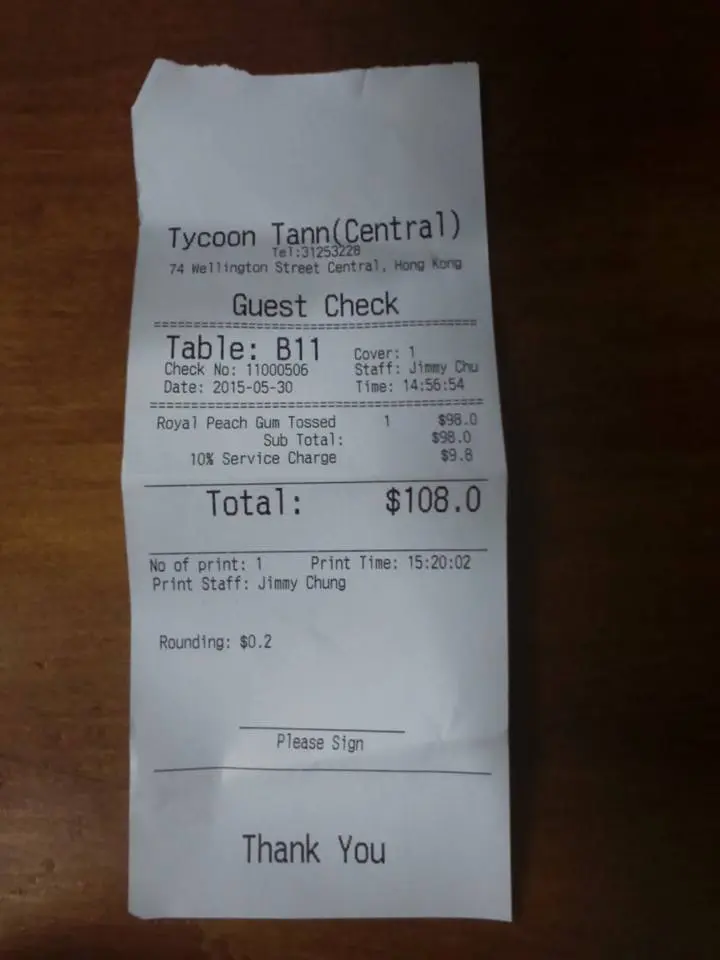 Tycoon Tann(Central)
Tel:31253228
74 Wellington Street Central, Hong Kong
Guest Check
================================================
Table: B11 Cover: 1
Check No: 11000506 Staff: Jimmy Chu
Date: 2015-05-30 Time: 14:56:54
================================================
Royal Peach Gum Tossed 1 $98.0
Sub Total: $98.0
10% Service Charge $9.8
Total: $108.0
No of print: 1 Print Time: 15:20:02
Print Staff: Jimmy Chung
Rounding: $0.2
Please Sign
Thank You